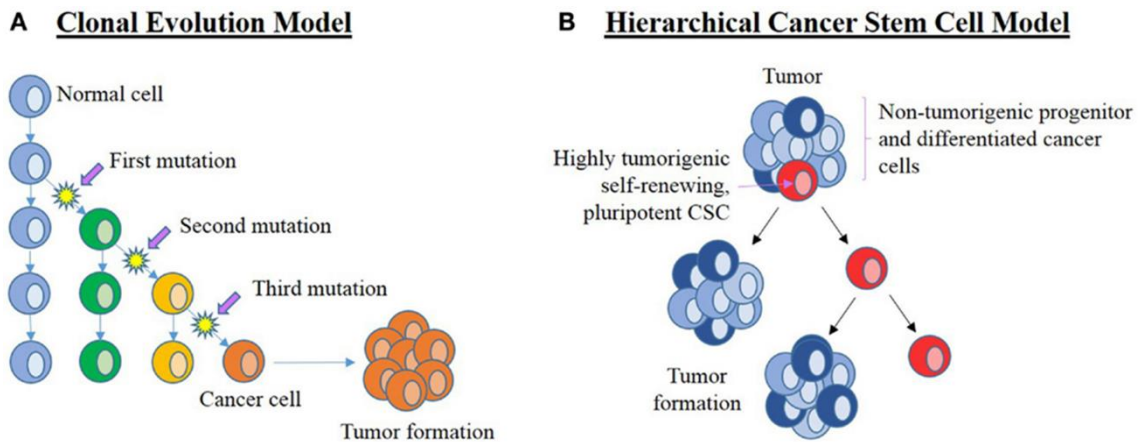 A Clonal Evolution Model
Normal cell
First mutation
Second mutation
Third mutation
Cancer cell
Tumor formation
B Hierarchical Cancer Stem Cell Model
Tumor
Non-tumorigenic progenitor
and differentiated cancer
cells
Highly tumorigenic
self-renewing,
pluripotent CSC
Tumor
formation